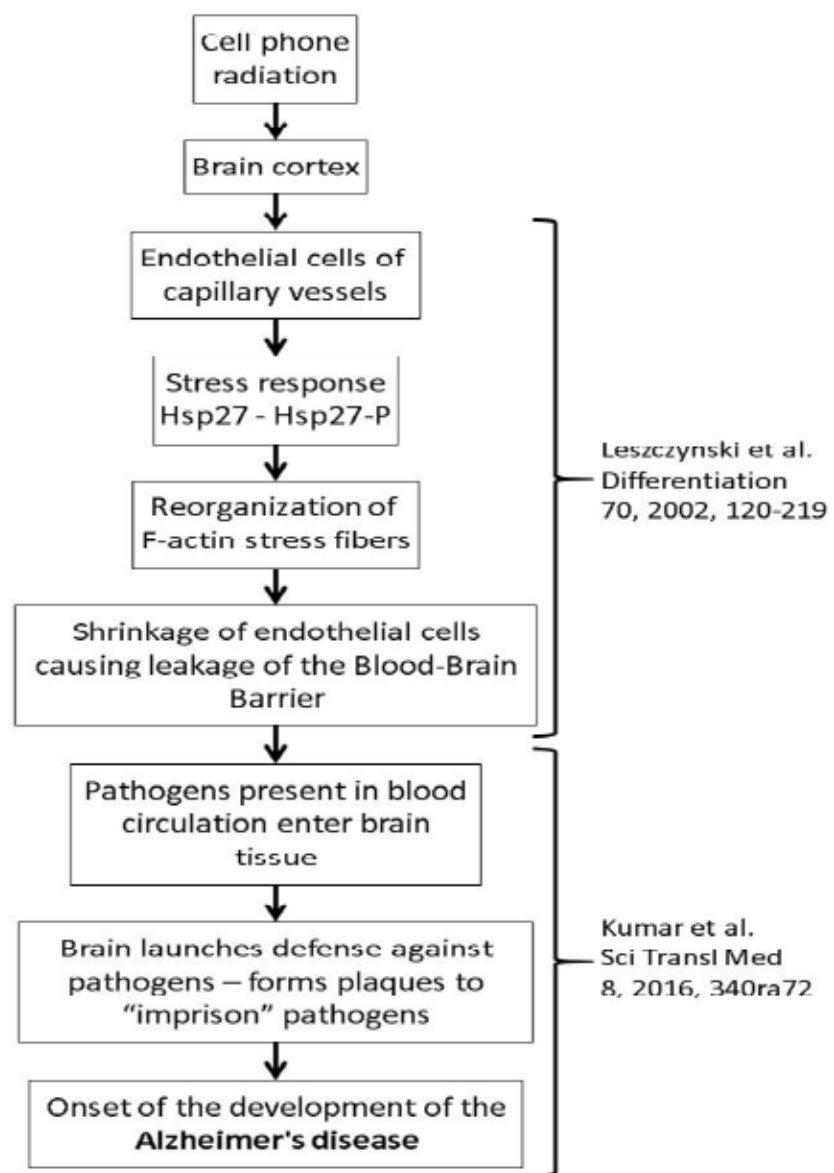 Cell phone
radiation
Brain cortex
Endothelial cells of
capillary vessels
Stress response
Hsp27 - Hsp27-P
Reorganization of
F-actin stress fibers
Shrinkage of endothelial cells
causing leakage of the Blood-Brain
Barrier
Leszczynski et al.
Differentiation
70, 2002, 120-219
Pathogens present in blood
circulation enter brain
tissue
Brain launches defense against
pathogens – forms plaques to
“imprison” pathogens
Onset of the development of the
Alzheimer's disease
Kumar et al.
Sci Transl Med
8, 2016, 340ra72